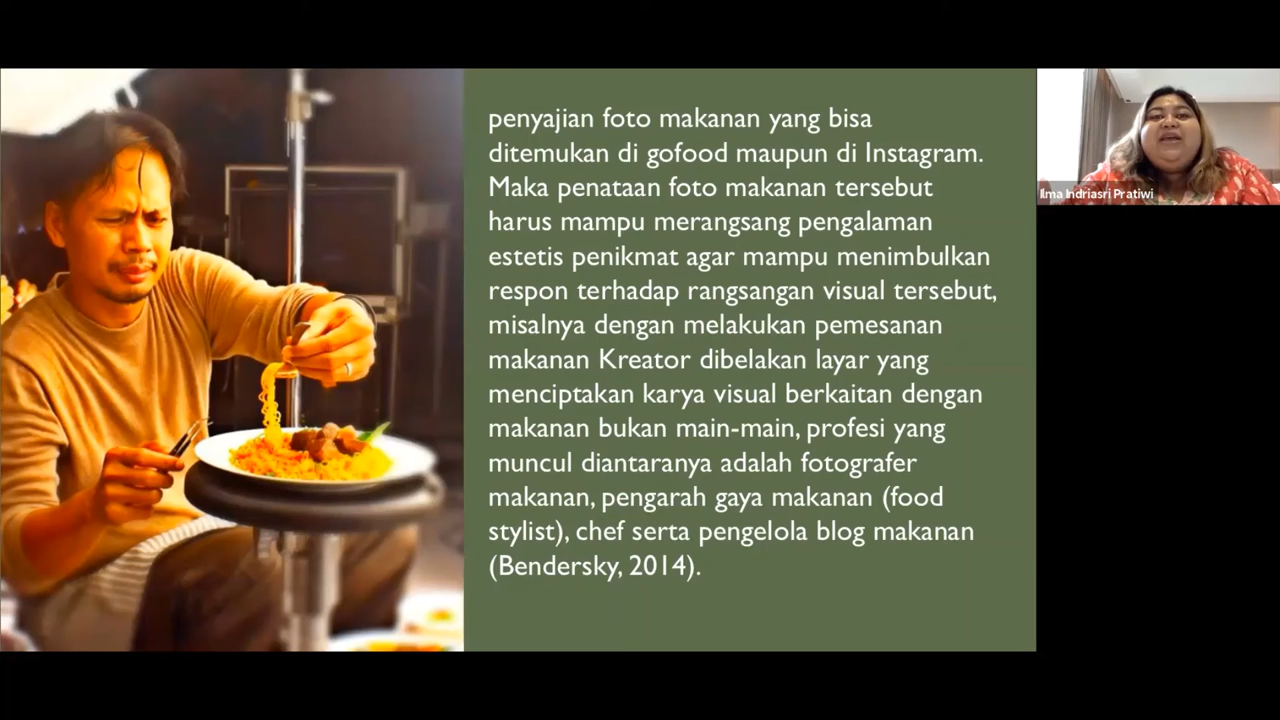 penyajian foto makanan yang bisa
ditemukan di gofood maupun di Instagram.
Maka penataan foto makanan tersebut
harus mampu merangsang pengalaman
estetis penikmat agar mampu menimbulkan
respon terhadap rangsangan visual tersebut,
misalnya dengan melakukan pemesanan
makanan Kreator dibelakan layar yang
menciptakan karya visual berkaitan dengan
makanan bukan main-main, profesi yang
muncul diantaranya adalah fotografer
makanan, pengarah gaya makanan (food
stylist), chef serta pengelola blog makanan
(Bendersky, 2014).
Ilma Indriasri Pratiwi